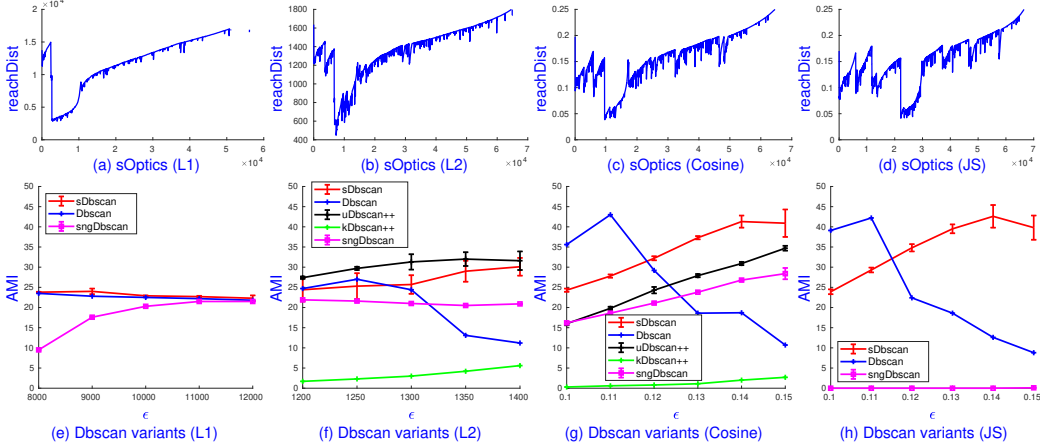 × 10⁴
2
1.5
1
0.5
0
reachDist
0 1 2 3 4 5 6
× 10⁴
(a) sOptics (L1)
1800
1600
1400
1200
1000
800
600
400
reachDist
0 1 2 3 4 5 6 7
× 10⁴
(b) sOptics (L2)
0.25
0.2
0.15
0.1
0.05
0
reachDist
0 1 2 3 4 5 6 7
× 10⁴
(c) sOptics (Cosine)
0.25
0.2
0.15
0.1
0.05
0
reachDist
0 1 2 3 4 5 6 7
× 10⁴
(d) sOptics (JS)
50
45
40
35
30
25
20
15
10
5
0
AMI
sDbscan
Dbscan
sngDbscan
8000 9000 10000 11000 12000
ϵ
(e) Dbscan variants (L1)
50
45
40
35
30
25
20
15
10
5
0
AMI
sDbscan
Dbscan
uDbscan++
kDbscan++
sngDbscan
1200 1250 1300 1350 1400
ϵ
(f) Dbscan variants (L2)
50
45
40
35
30
25
20
15
10
5
0
AMI
sDbscan
Dbscan
uDbscan++
kDbscan++
sngDbscan
0.1 0.11 0.12 0.13 0.14 0.15
ϵ
(g) Dbscan variants (Cosine)
50
45
40
35
30
25
20
15
10
5
0
AMI
sDbscan
Dbscan
sngDbscan
0.1 0.11 0.12 0.13 0.14 0.15
ϵ
(h) Dbscan variants (JS)